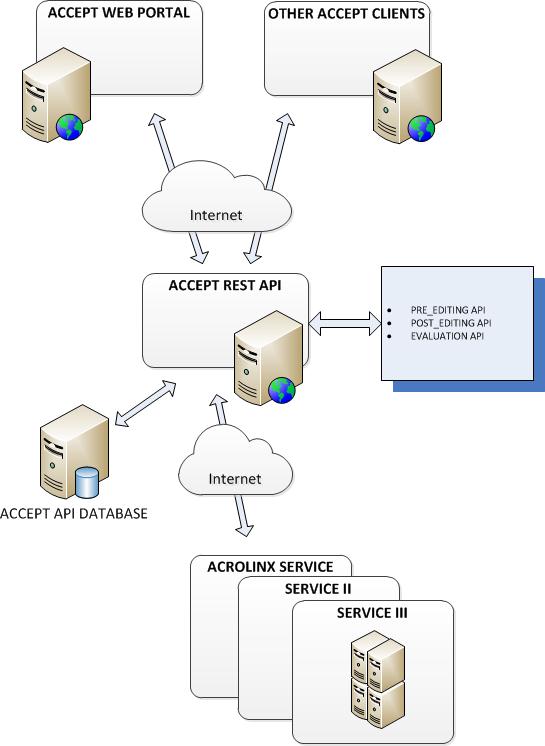 ACCEPT WEB PORTAL
OTHER ACCEPT CLIENTS
Internet
ACCEPT REST API
• PRE_EDITING API
• POST_EDITING API
• EVALUATION API
Internet
ACCEPT API DATABASE
ACROLINX SERVICE
SERVICE II
SERVICE III